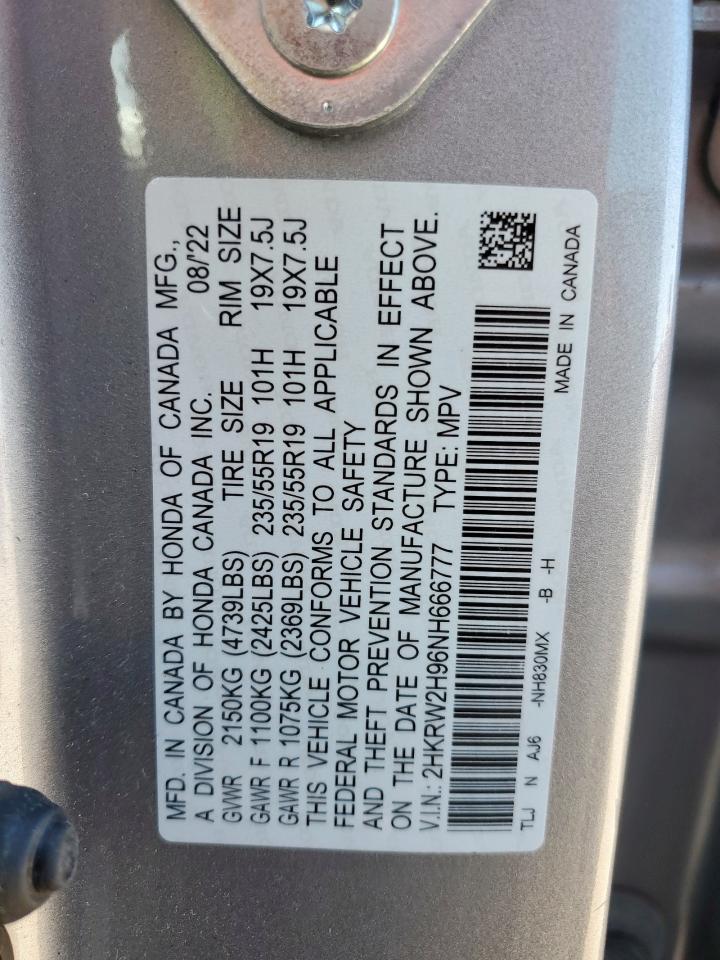 MFD. IN CANADA BY HONDA OF CANADA MFG.,
A DIVISION OF HONDA CANADA INC. 08/'22
GVWR 2150KG (4739LBS) TIRE SIZE RIM SIZE
GAWR F 1100KG (2425LBS) 235/55R19 101H 19X7.5J
GAWR R 1075KG (2369LBS) 235/55R19 101H 19X7.5J
THIS VEHICLE CONFORMS TO ALL APPLICABLE
FEDERAL MOTOR VEHICLE SAFETY
AND THEFT PREVENTION STANDARDS IN EFFECT
ON THE DATE OF MANUFACTURE SHOWN ABOVE.
V.I.N.: 2HKRW2H96NH666777 TYPE: MPV
TLJ N AJ6 -NH830MX -B -H
MADE IN CANADA